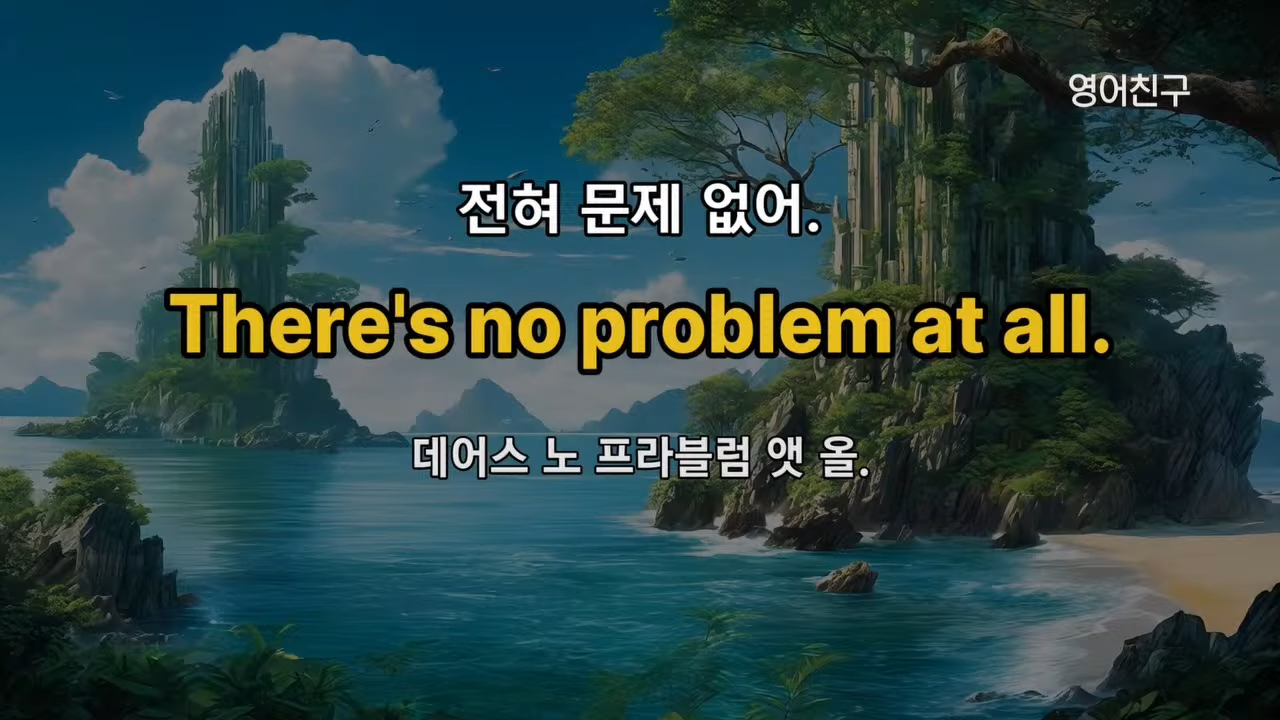 영어친구
전혀 문제 없어.
There's no problem at all.
데어스 노 프라블럼 앳 올.